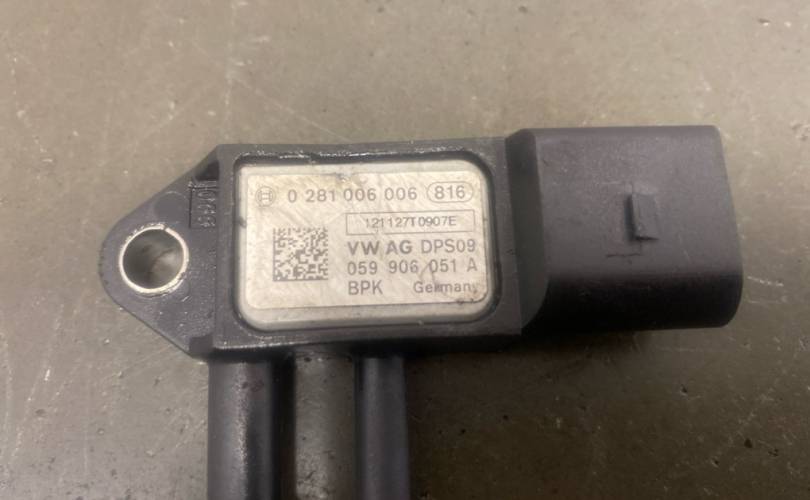 0 281 006 006 816
121127T0907E
VW AG DPS09
059 906 051 A
BPK Germany